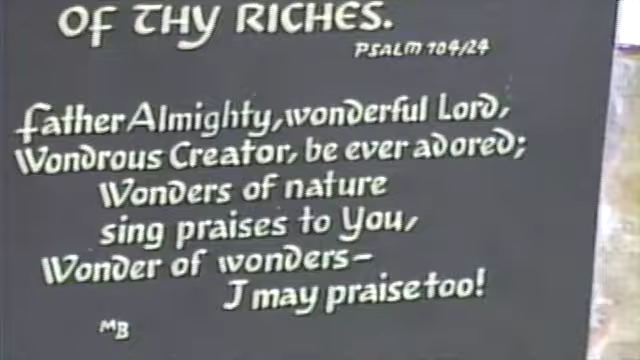 OF THY RICHES.
PSALM 104/24
Father Almighty, wonderful Lord,
Wondrous Creator, be ever adored;
Wonders of nature
sing praises to You,
Wonder of wonders—
I may praise too!
MB